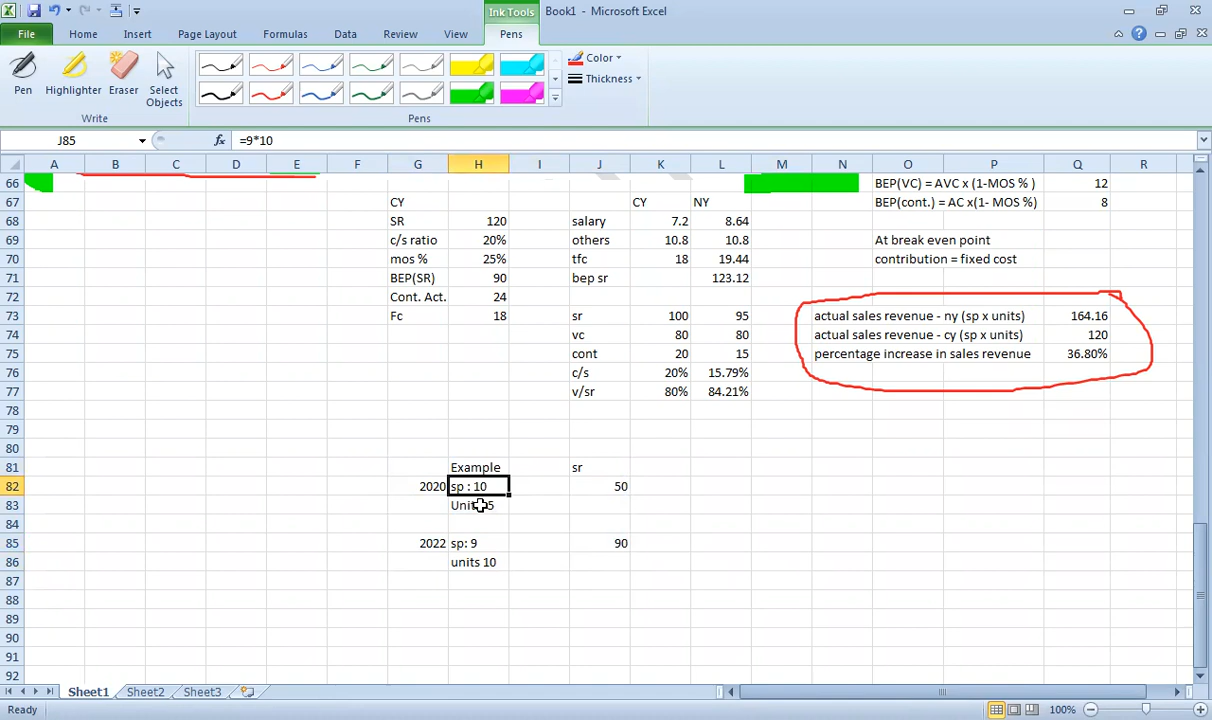 Ink Tools
Book1 - Microsoft Excel
File Home Insert Page Layout Formulas Data Review View Pens
Pen Highlighter Eraser Select Objects
Color
Thickness
Write Pens
J85 fx =9*10
A B C D E F G H I J K L M N O P Q R
66 BEP(VC) = AVC x (1-MOS % ) 12
67 CY CY NY BEP(cont.) = AC x(1- MOS %) 8
68 SR 120 salary 7.2 8.64
69 c/s ratio 20% others 10.8 10.8 At break even point
70 mos % 25% tfc 18 19.44 contribution = fixed cost
71 BEP(SR) 90 bep sr 123.12
72 Cont. Act. 24
73 Fc 18 sr 100 95 actual sales revenue - ny (sp x units) 164.16
74 vc 80 80 actual sales revenue - cy (sp x units) 120
75 cont 20 15 percentage increase in sales revenue 36.80%
76 c/s 20% 15.79%
77 v/sr 80% 84.21%
78
79
80
81 Example sr
82 2020 sp : 10 50
83 5
84
85 2022 sp: 9 90
86 units 10
87
88
89
90
91
92
Sheet1 Sheet2 Sheet3
Ready 100%